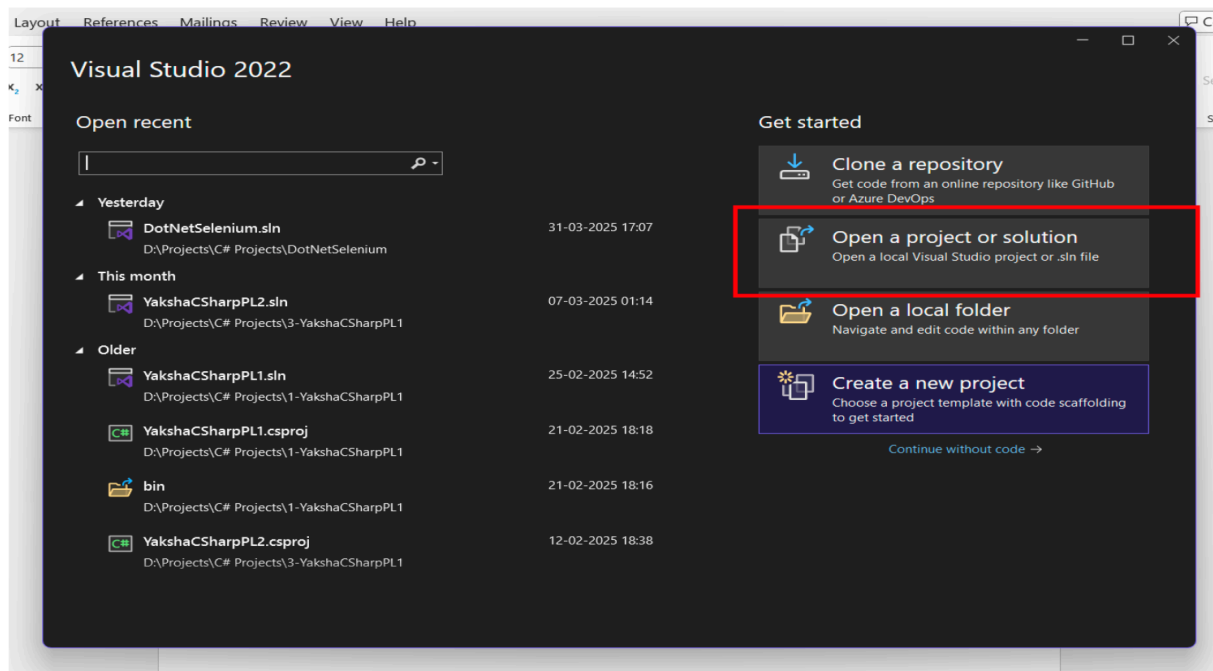 Layout References Mailings Review View Help
12
Font
Visual Studio 2022
Open recent
Yesterday
DotNetSelenium.sln 31-03-2025 17:07
D:\Projects\C# Projects\DotNetSelenium
This month
YakshaCSharpPL2.sln 07-03-2025 01:14
D:\Projects\C# Projects\3-YakshaCSharpPL1
Older
YakshaCSharpPL1.sln 25-02-2025 14:52
D:\Projects\C# Projects\1-YakshaCSharpPL1
YakshaCSharpPL1.csproj 21-02-2025 18:18
D:\Projects\C# Projects\1-YakshaCSharpPL1
bin 21-02-2025 18:16
D:\Projects\C# Projects\1-YakshaCSharpPL1
YakshaCSharpPL2.csproj 12-02-2025 18:38
D:\Projects\C# Projects\3-YakshaCSharpPL1
Get started
Clone a repository
Get code from an online repository like GitHub
or Azure DevOps
Open a project or solution
Open a local Visual Studio project or .sln file
Open a local folder
Navigate and edit code within any folder
Create a new project
Choose a project template with code scaffolding
to get started
Continue without code →